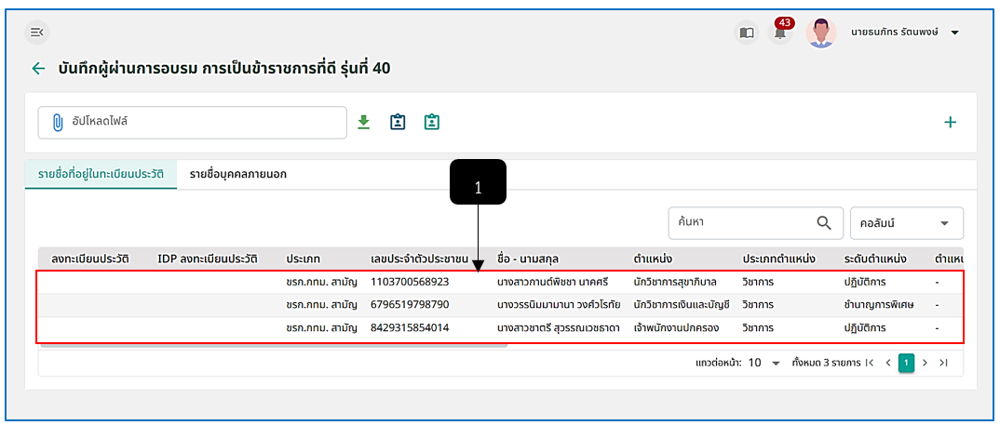 43
นายธนภัทร รัตนพงษ์
บันทึกผู้ผ่านการอบรม การเป็นข้าราชการที่ดี รุ่นที่ 40
อัปโหลดไฟล์
รายชื่อที่อยู่ในทะเบียนประวัติ รายชื่อบุคคลภายนอก
1
ค้นหา คอลัมน์
ลงทะเบียนประวัติ IDP ลงทะเบียนประวัติ ประเภท เลขประจำตัวประชาชน ชื่อ - นามสกุล ตำแหน่ง ประเภทตำแหน่ง ระดับตำแหน่ง ตำแหน
ขรก.กทม. สามัญ 1103700568923 นางสาวกานต์พิชชา นาคศรี นักวิชาการสุขาภิบาล วิชาการ ปฏิบัติการ -
ขรก.กทม. สามัญ 6796519798790 นางวรรนิมมามานา วงศ์วโรทัย นักวิชาการเงินและบัญชี วิชาการ ชำนาญการพิเศษ -
ขรก.กทม. สามัญ 8429315854014 นางสาวชาตรี สุวรรณเวชธาดา เจ้าพนักงานปกครอง วิชาการ ปฏิบัติการ -
แถวต่อหน้า: 10 ทั้งหมด 3 รายการ 1